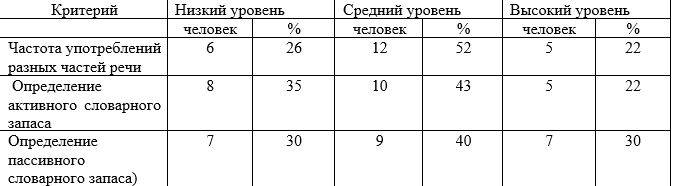 Критерий Низкий уровень Средний уровень Высокий уровень
человек % человек % человек %
Частота употреблений 6 26 12 52 5 22
разных частей речи
Определение 8 35 10 43 5 22
активного словарного
запаса
Определение 7 30 9 40 7 30
пассивного
словарного запаса)